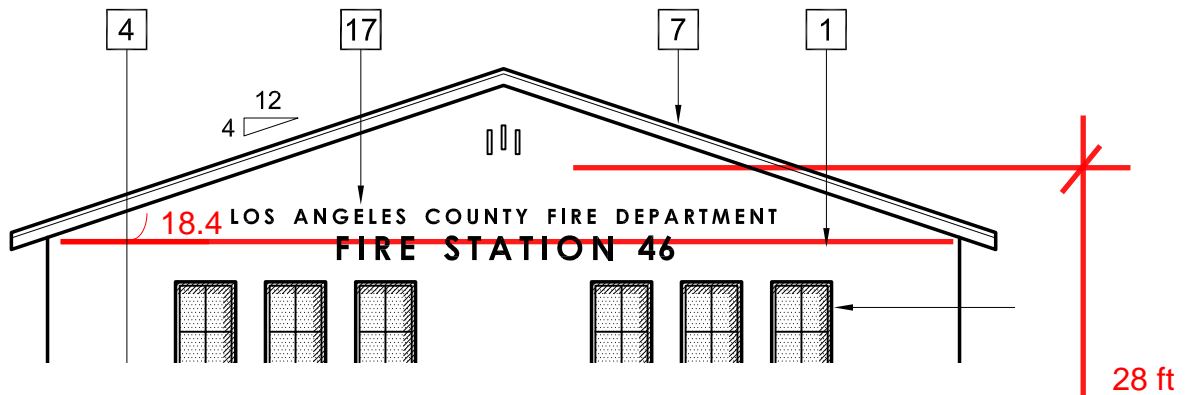 4
17
7
1
12
4
18.4
LOS ANGELES COUNTY FIRE DEPARTMENT
FIRE STATION 46
28 ft